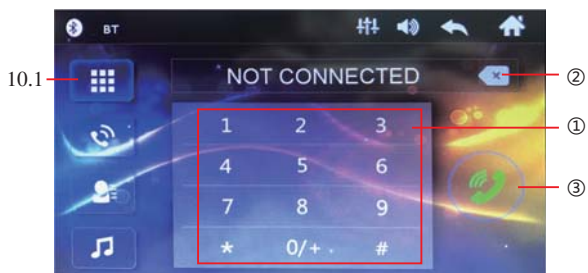 BT
10.1
NOT CONNECTED
②
1 2 3
①
4 5 6
③
7 8 9
* 0/+ #